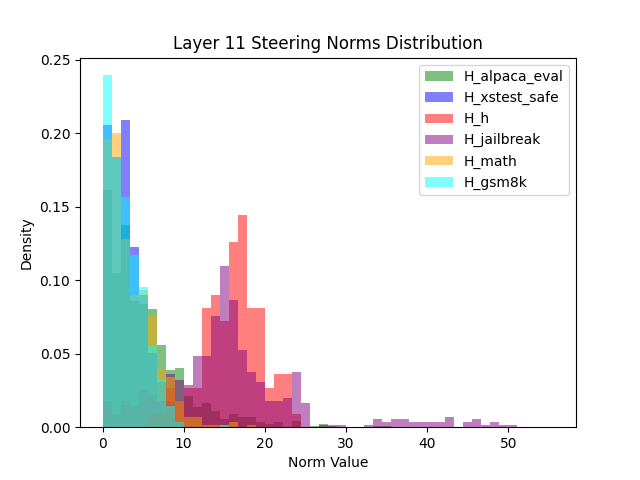 Layer 11 Steering Norms Distribution
0.25
0.20
0.15
0.10
0.05
0.00
Density
H_alpaca_eval
H_xstest_safe
H_h
H_jailbreak
H_math
H_gsm8k
0 10 20 30 40 50
Norm Value